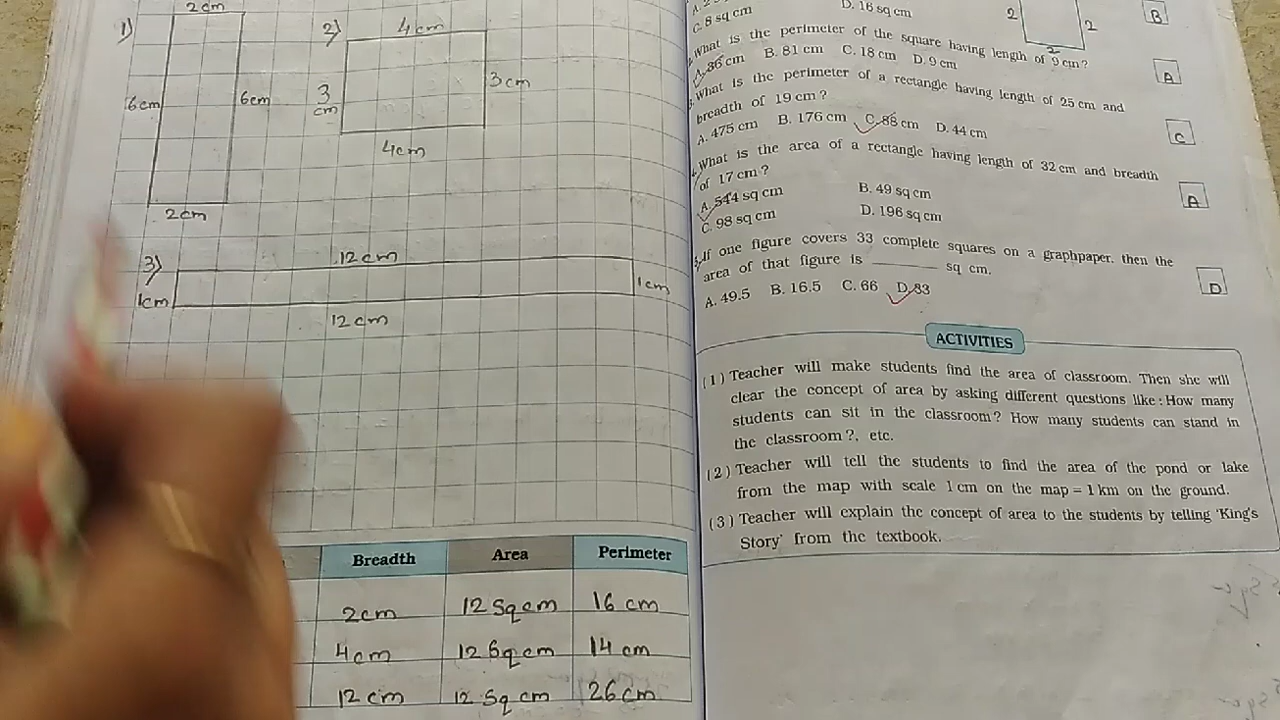 1)
2cm
6cm
6cm
2cm
2)
4cm
3
cm
3cm
4cm
3)
12cm
1cm
1cm
12cm
Breadth Area Perimeter
2cm 12 Sqcm 16 cm
4cm 12 Sqcm 14 cm
12cm 12 Sqcm 26cm
C. 8 sq cm D. 16 sq cm
2
2
2
B
What is the perimeter of the square having length of 9 cm?
A. 36 cm B. 81 cm C. 18 cm D. 9 cm
A
What is the perimeter of a rectangle having length of 25 cm and
breadth of 19 cm?
A. 475 cm B. 176 cm C. 88 cm D. 44 cm
C
What is the area of a rectangle having length of 32 cm and breadth
of 17 cm?
A. 544 sq cm B. 49 sq cm
C. 98 sq cm D. 196 sq cm
A
If one figure covers 33 complete squares on a graphpaper, then the
area of that figure is ________ sq cm.
A. 49.5 B. 16.5 C. 66 D. 33
D
ACTIVITIES
(1) Teacher will make students find the area of classroom. Then she will
clear the concept of area by asking different questions like : How many
students can sit in the classroom? How many students can stand in
the classroom?, etc.
(2) Teacher will tell the students to find the area of the pond or lake
from the map with scale 1 cm on the map = 1 km on the ground.
(3) Teacher will explain the concept of area to the students by telling 'King's
Story' from the textbook.